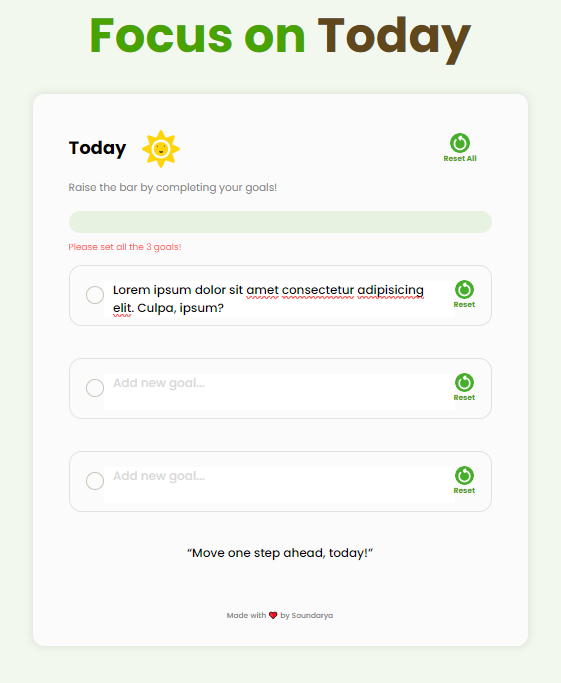 Focus on Today
Today
Reset All
Raise the bar by completing your goals!
Please set all the 3 goals!
Lorem ipsum dolor sit amet consectetur adipisicing
elit. Culpa, ipsum?
Reset
Add new goal...
Reset
Add new goal...
Reset
“Move one step ahead, today!”
Made with ❤ by Soundarya